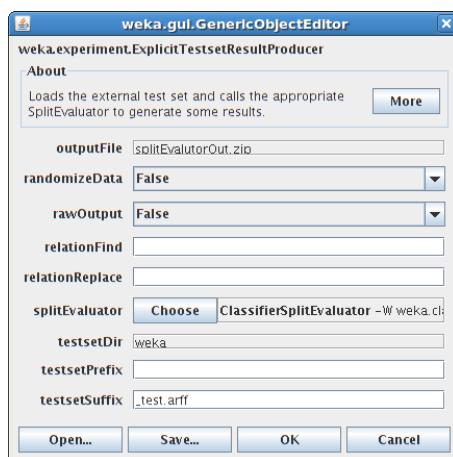 weka.gui.GenericObjectEditor
weka.experiment.ExplicitTestsetResultProducer
About
Loads the external test set and calls the appropriate
SplitEvaluator to generate some results.
More
outputFile splitEvalutorOut.zip
randomizeData False
rawOutput False
relationFind
relationReplace
splitEvaluator Choose ClassifierSplitEvaluator -W weka.cla
testsetDir weka
testsetPrefix
testsetSuffix _test.arff
Open... Save... OK Cancel